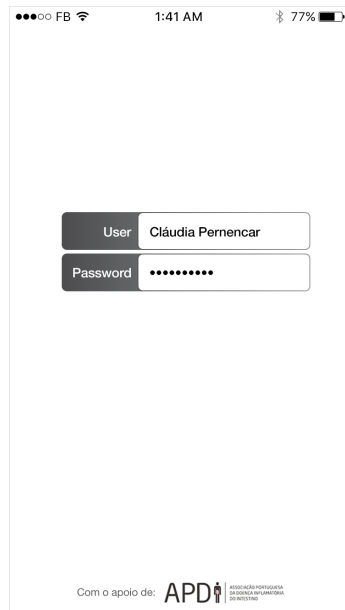 FB 1:41 AM 77%
User Cláudia Pernencar
Password ••••••••••
Com o apoio de: APDI ASSOCIAÇÃO PORTUGUESA
DA DOENÇA INFLAMATÓRIA
DO INTESTINO